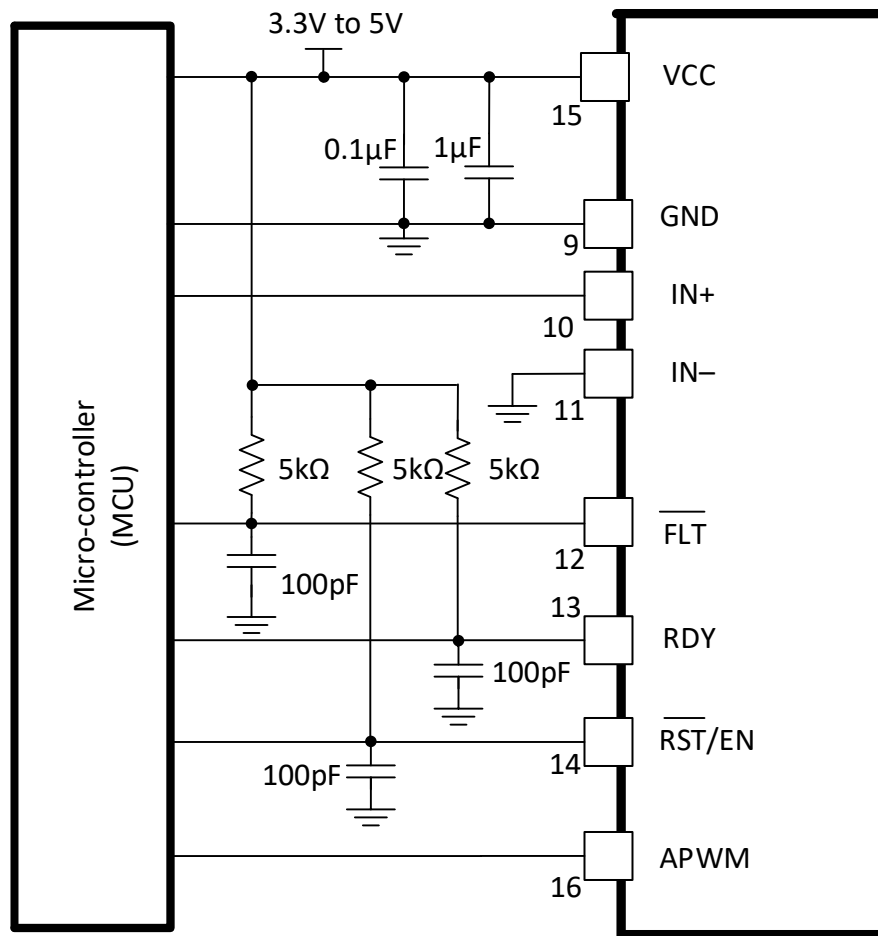 3.3V to 5V
VCC
15
0.1µF
1µF
GND
9
IN+
10
IN–
11
Micro-controller
(MCU)
5kΩ
5kΩ
5kΩ
FLT
12
100pF
13
RDY
100pF
RST/EN
14
100pF
APWM
16